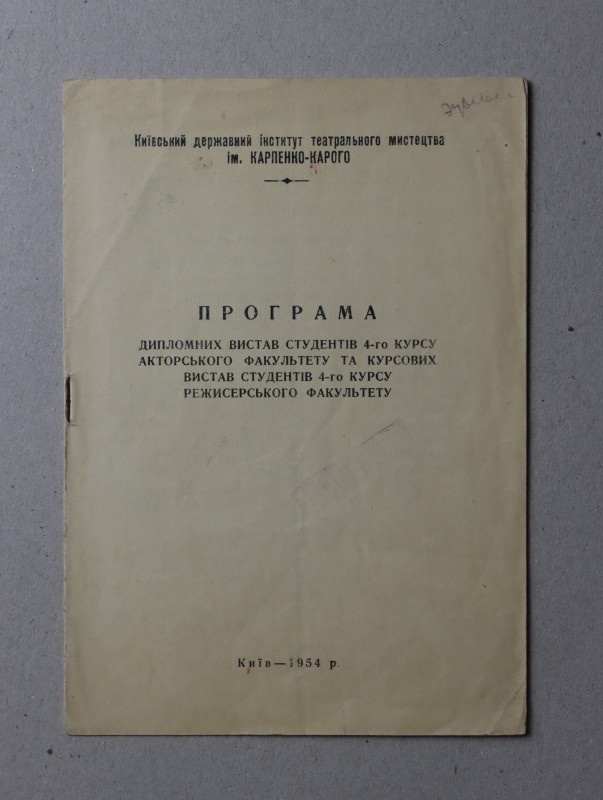 Київський державний інститут театрального мистецтва
ім. КАРПЕНКО-КАРОГО
ПРОГРАМА
ДИПЛОМНИХ ВИСТАВ СТУДЕНТІВ 4-го КУРСУ
АКТОРСЬКОГО ФАКУЛЬТЕТУ ТА КУРСОВИХ
ВИСТАВ СТУДЕНТІВ 4-го КУРСУ
РЕЖИСЕРСЬКОГО ФАКУЛЬТЕТУ
Київ—1954 р.